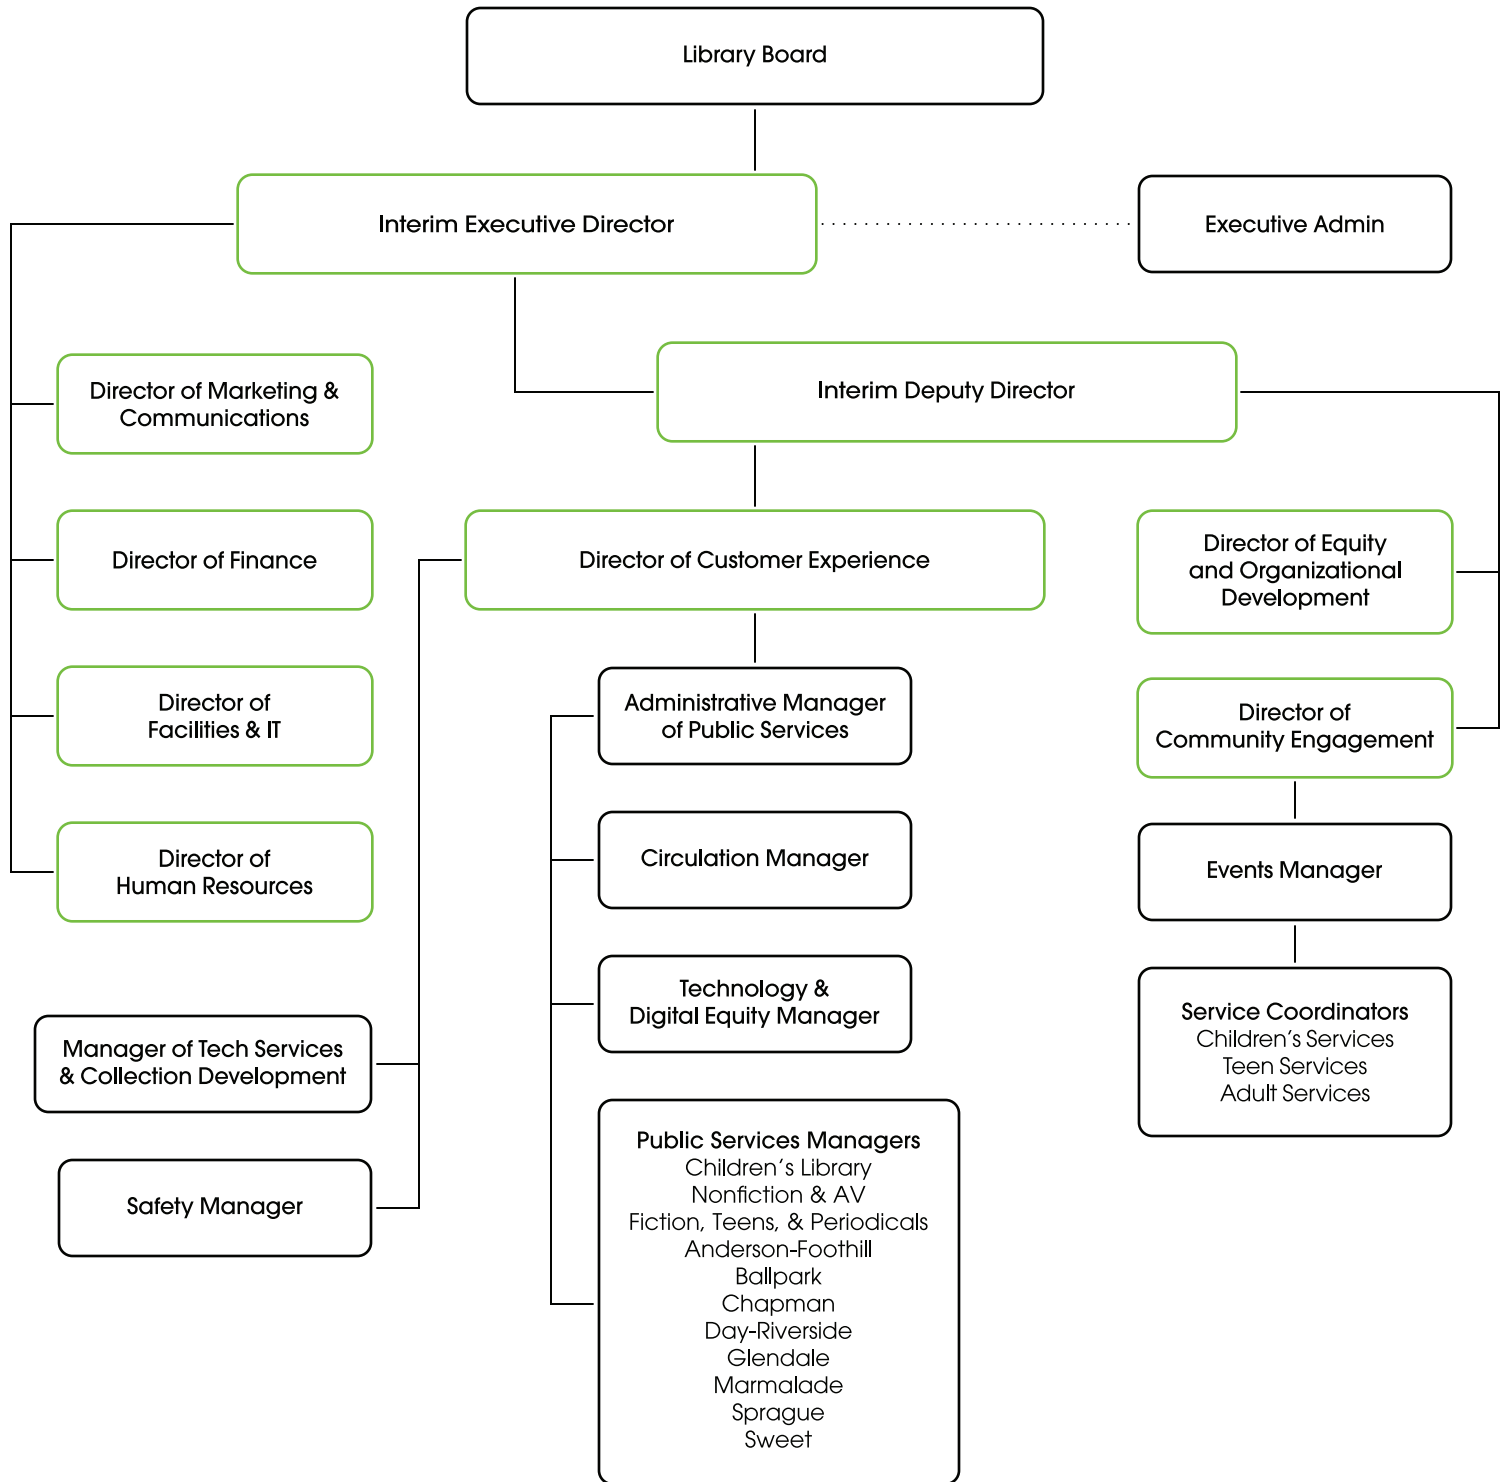 Library Board
Interim Executive Director
Executive Admin
Director of Marketing &
Communications
Interim Deputy Director
Director of Finance
Director of Customer Experience
Director of Equity
and Organizational
Development
Director of
Facilities & IT
Administrative Manager
of Public Services
Director of
Community Engagement
Director of
Human Resources
Circulation Manager
Events Manager
Technology &
Digital Equity Manager
Service Coordinators
Children's Services
Teen Services
Adult Services
Manager of Tech Services
& Collection Development
Safety Manager
Public Services Managers
Children's Library
Nonfiction & AV
Fiction, Teens, & Periodicals
Anderson-Foothill
Ballpark
Chapman
Day-Riverside
Glendale
Marmalade
Sprague
Sweet